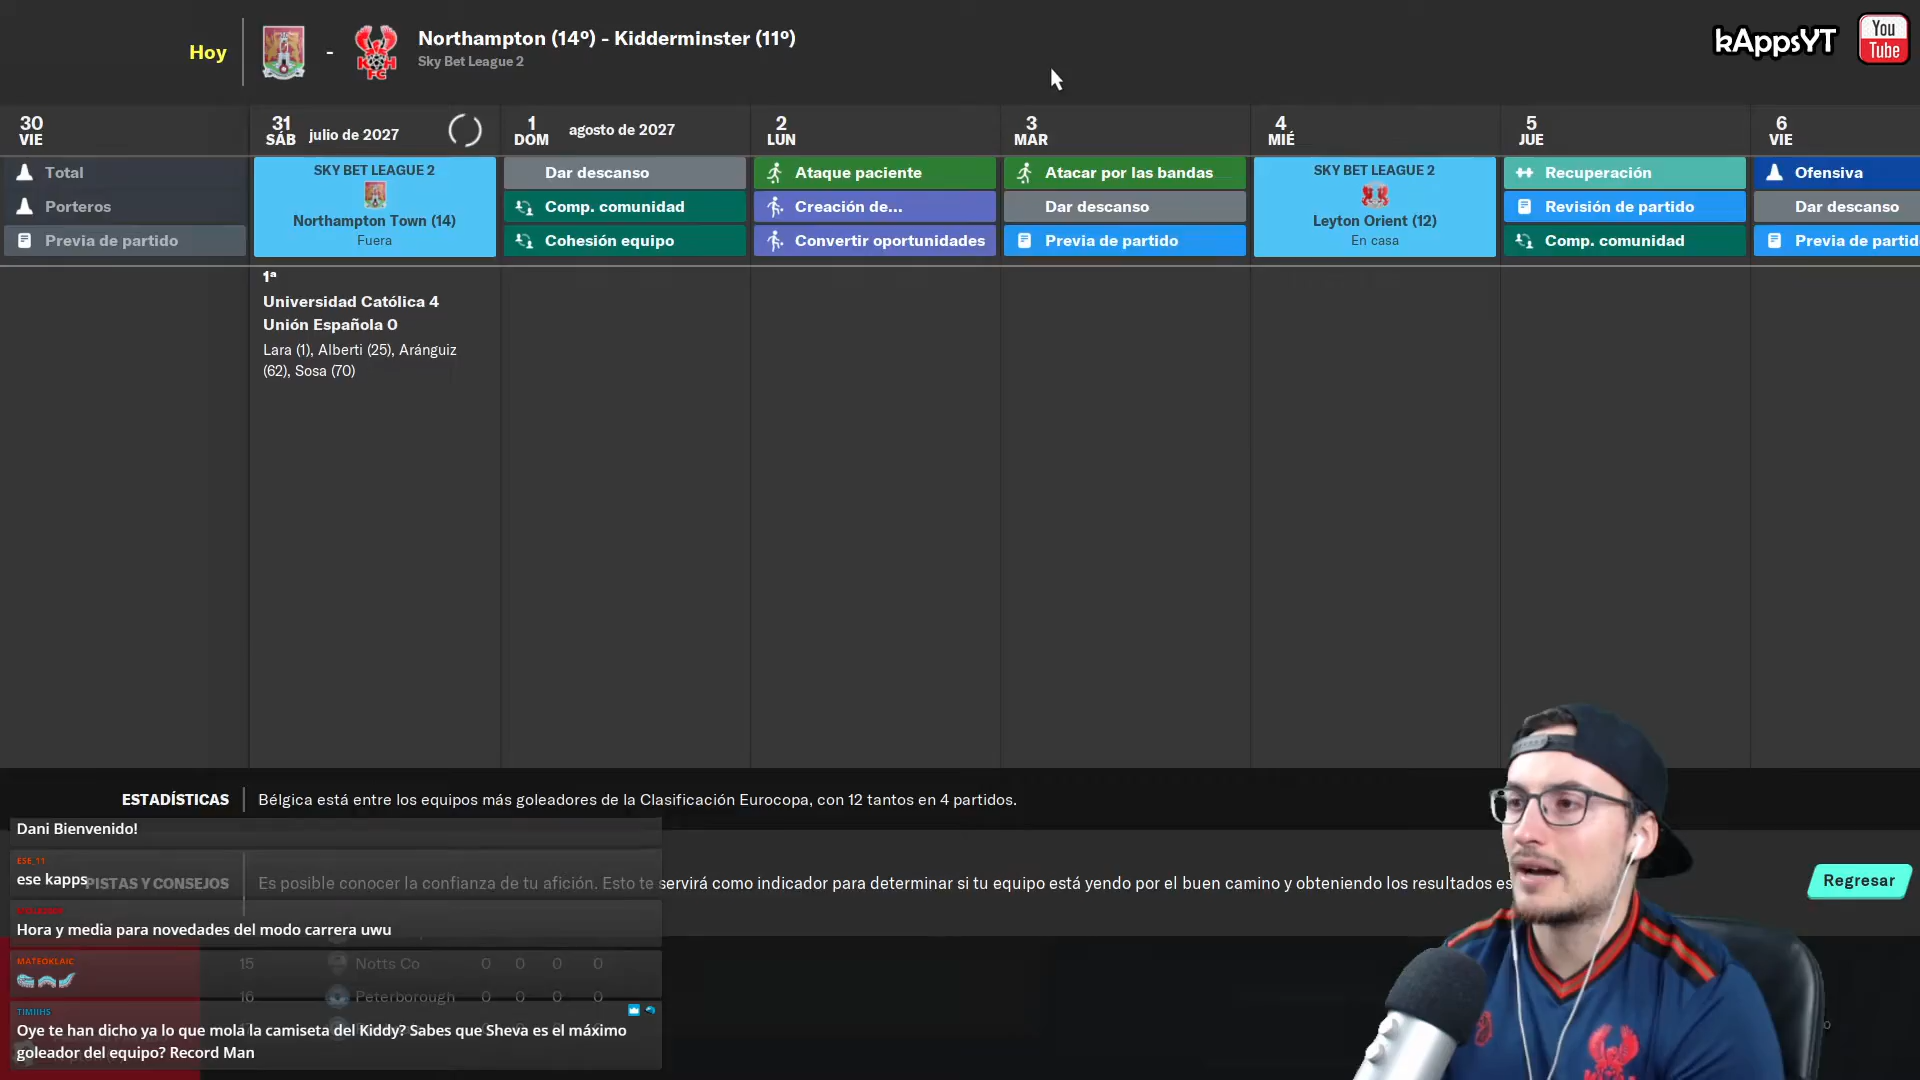 Hoy
Northampton (14º) - Kidderminster (11º)
Sky Bet League 2
kAppsYT
You
Tube
30
VIE
31
SÁB
julio de 2027
1
DOM
agosto de 2027
2
LUN
3
MAR
4
MIÉ
5
JUE
6
VIE
Total
Porteros
Previa de partido
SKY BET LEAGUE 2
Northampton Town (14)
Fuera
Dar descanso
Comp. comunidad
Cohesión equipo
Ataque paciente
Creación de...
Convertir oportunidades
Atacar por las bandas
Dar descanso
Previa de partido
SKY BET LEAGUE 2
Leyton Orient (12)
En casa
Recuperación
Revisión de partido
Comp. comunidad
Ofensiva
Dar descanso
Previa de partid
1ª
Universidad Católica 4
Unión Española 0
Lara (1), Alberti (25), Aránguiz
(62), Sosa (70)
ESTADÍSTICAS
Bélgica está entre los equipos más goleadores de la Clasificación Eurocopa, con 12 tantos en 4 partidos.
Dani Bienvenido!
ESE_11
ese kapps
PISTAS Y CONSEJOS
Es posible conocer la confianza de tu afición. Esto te servirá como indicador para determinar si tu equipo está yendo por el buen camino y obteniendo los resultados es
Regresar
Hora y media para novedades del modo carrera uwu
MATEOKLAIC
15 Notts Co 0 0 0 0
16 Peterborough 0 0 0 0
TIMIIHS
Oye te han dicho ya lo que mola la camiseta del Kiddy? Sabes que Sheva es el máximo
goleador del equipo? Record Man